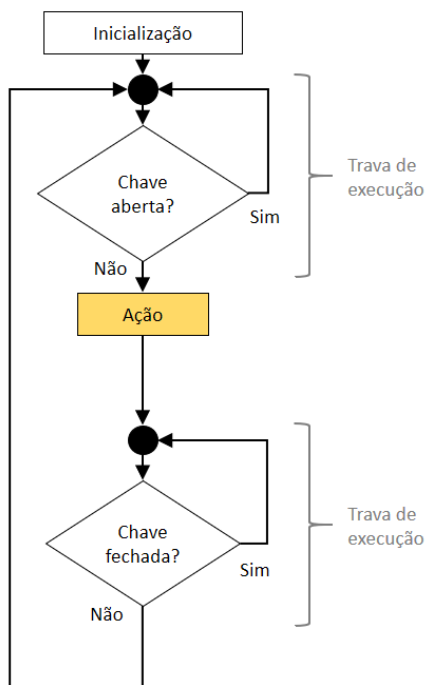 Inicialização
Chave
aberta?
Sim
Trava de
execução
Não
Ação
Chave
fechada?
Sim
Trava de
execução
Não